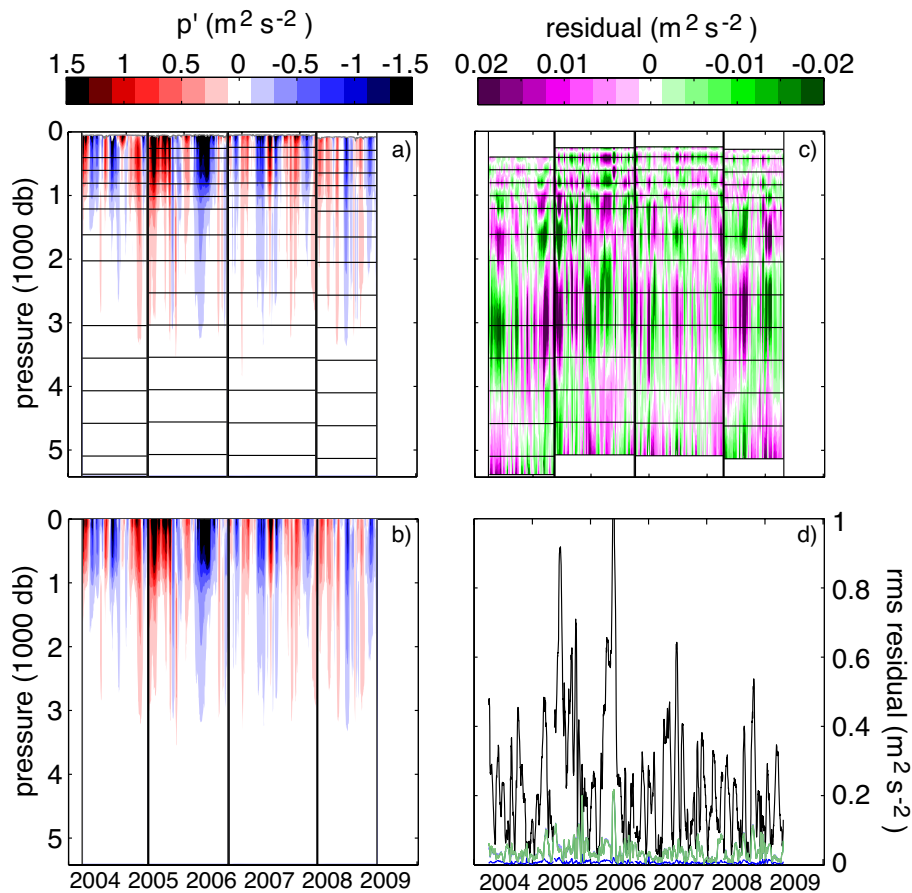 p' (m² s⁻²)
1.5 1 0.5 0 -0.5 -1 -1.5
residual (m² s⁻²)
0.02 0.01 0 -0.01 -0.02
pressure (1000 db)
0
1
2
3
4
5
a)
c)
pressure (1000 db)
0
1
2
3
4
5
b)
2004 2005 2006 2007 2008 2009
d)
1
0.8
0.6
0.4
0.2
0
rms residual (m² s⁻²)
2004 2005 2006 2007 2008 2009